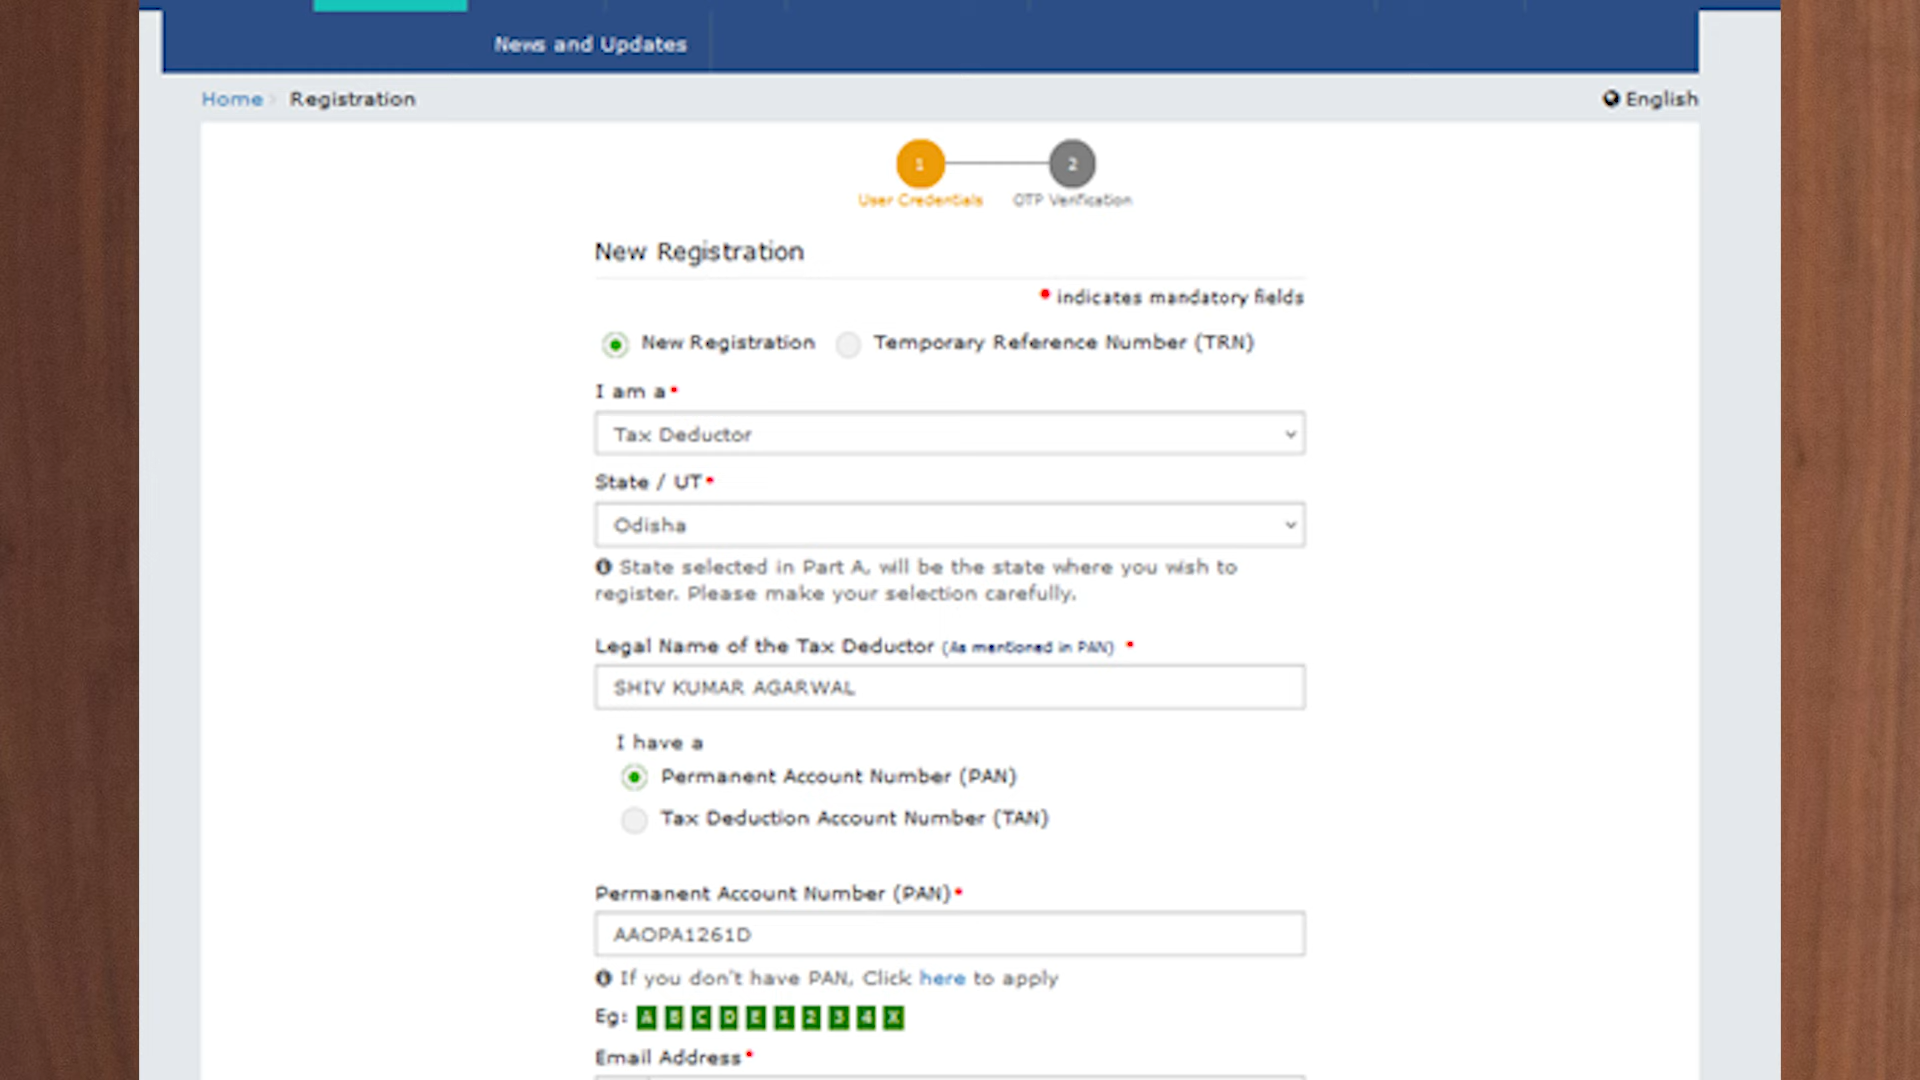 News and Updates
Home › Registration
English
1 2
User Credentials OTP Verification
New Registration
• indicates mandatory fields
New Registration Temporary Reference Number (TRN)
I am a•
Tax Deductor
State / UT•
Odisha
State selected in Part A, will be the state where you wish to
register. Please make your selection carefully.
Legal Name of the Tax Deductor (As mentioned in PAN) •
SHIV KUMAR AGARWAL
I have a
Permanent Account Number (PAN)
Tax Deduction Account Number (TAN)
Permanent Account Number (PAN)•
AAOPA1261D
If you don't have PAN, Click here to apply
Eg: A B C D E 1 2 3 4 X
Email Address•